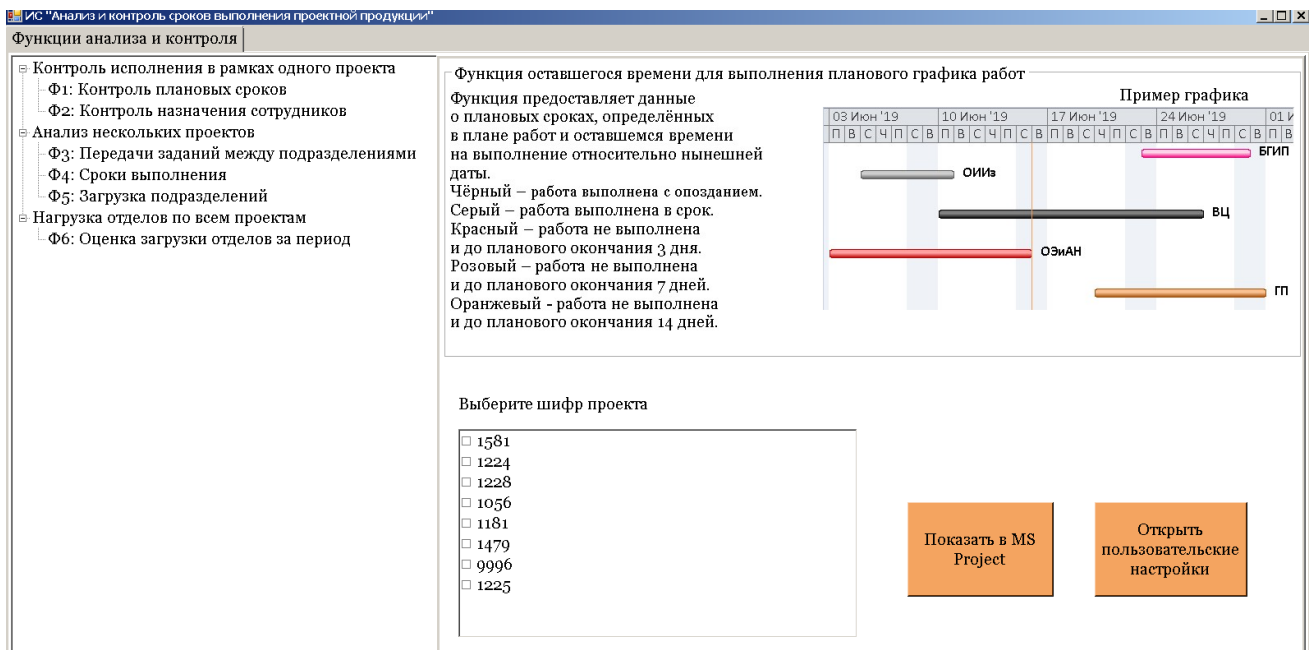 ИС "Анализ и контроль сроков выполнения проектной продукции"
Функции анализа и контроля
Контроль исполнения в рамках одного проекта
Ф1: Контроль плановых сроков
Ф2: Контроль назначения сотрудников
Анализ нескольких проектов
Ф3: Передачи заданий между подразделениями
Ф4: Сроки выполнения
Ф5: Загрузка подразделений
Нагрузка отделов по всем проектам
Ф6: Оценка загрузки отделов за период
Функция оставшегося времени для выполнения планового графика работ
Функция предоставляет данные
о плановых сроках, определённых
в плане работ и оставшемся времени
на выполнение относительно нынешней
даты.
Чёрный – работа выполнена с опозданием.
Серый – работа выполнена в срок.
Красный – работа не выполнена
и до планового окончания 3 дня.
Розовый – работа не выполнена
и до планового окончания 7 дней.
Оранжевый - работа не выполнена
и до планового окончания 14 дней.
Пример графика
03 Июн '19 10 Июн '19 17 Июн '19 24 Июн '19 01 И
П В С Ч П С В П В С Ч П С В П В С Ч П С В П В С Ч П С В П В
БГИП
ОИИз
ВЦ
ОЭиАН
ГП
Выберите шифр проекта
1581
1224
1228
1056
1181
1479
9996
1225
Показать в MS
Project
Открыть
пользовательские
настройки